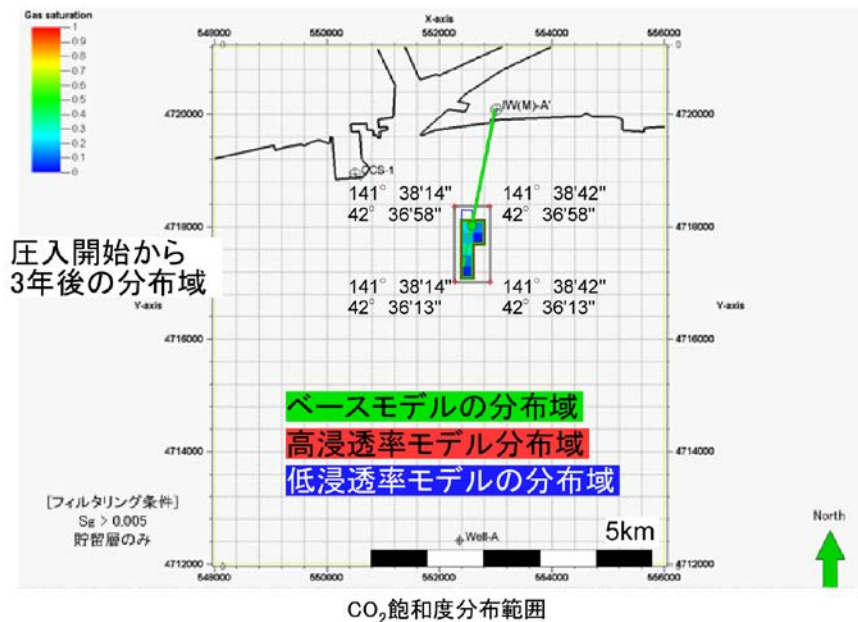 Gas saturation
X-axis
548000 550000 552000 554000 556000
1
0.9
0.8
0.7
0.6
0.5
0.4
0.3
0.2
0.1
0
4720000 IW(M)-A' 4720000
CCS-1
141° 38'14" 141° 38'42"
42° 36'58" 42° 36'58"
4718000 4718000
圧入開始から
3年後の分布域
141° 38'14" 141° 38'42"
42° 36'13" 42° 36'13"
Y-axis Y-axis
4716000 4716000
ベースモデルの分布域
高浸透率モデル分布域
4714000 4714000
低浸透率モデルの分布域
[フィルタリング条件]
Sg > 0.005
貯留層のみ
5km
North
Well-A
4712000 4712000
548000 550000 552000 554000 556000
CO₂飽和度分布範囲